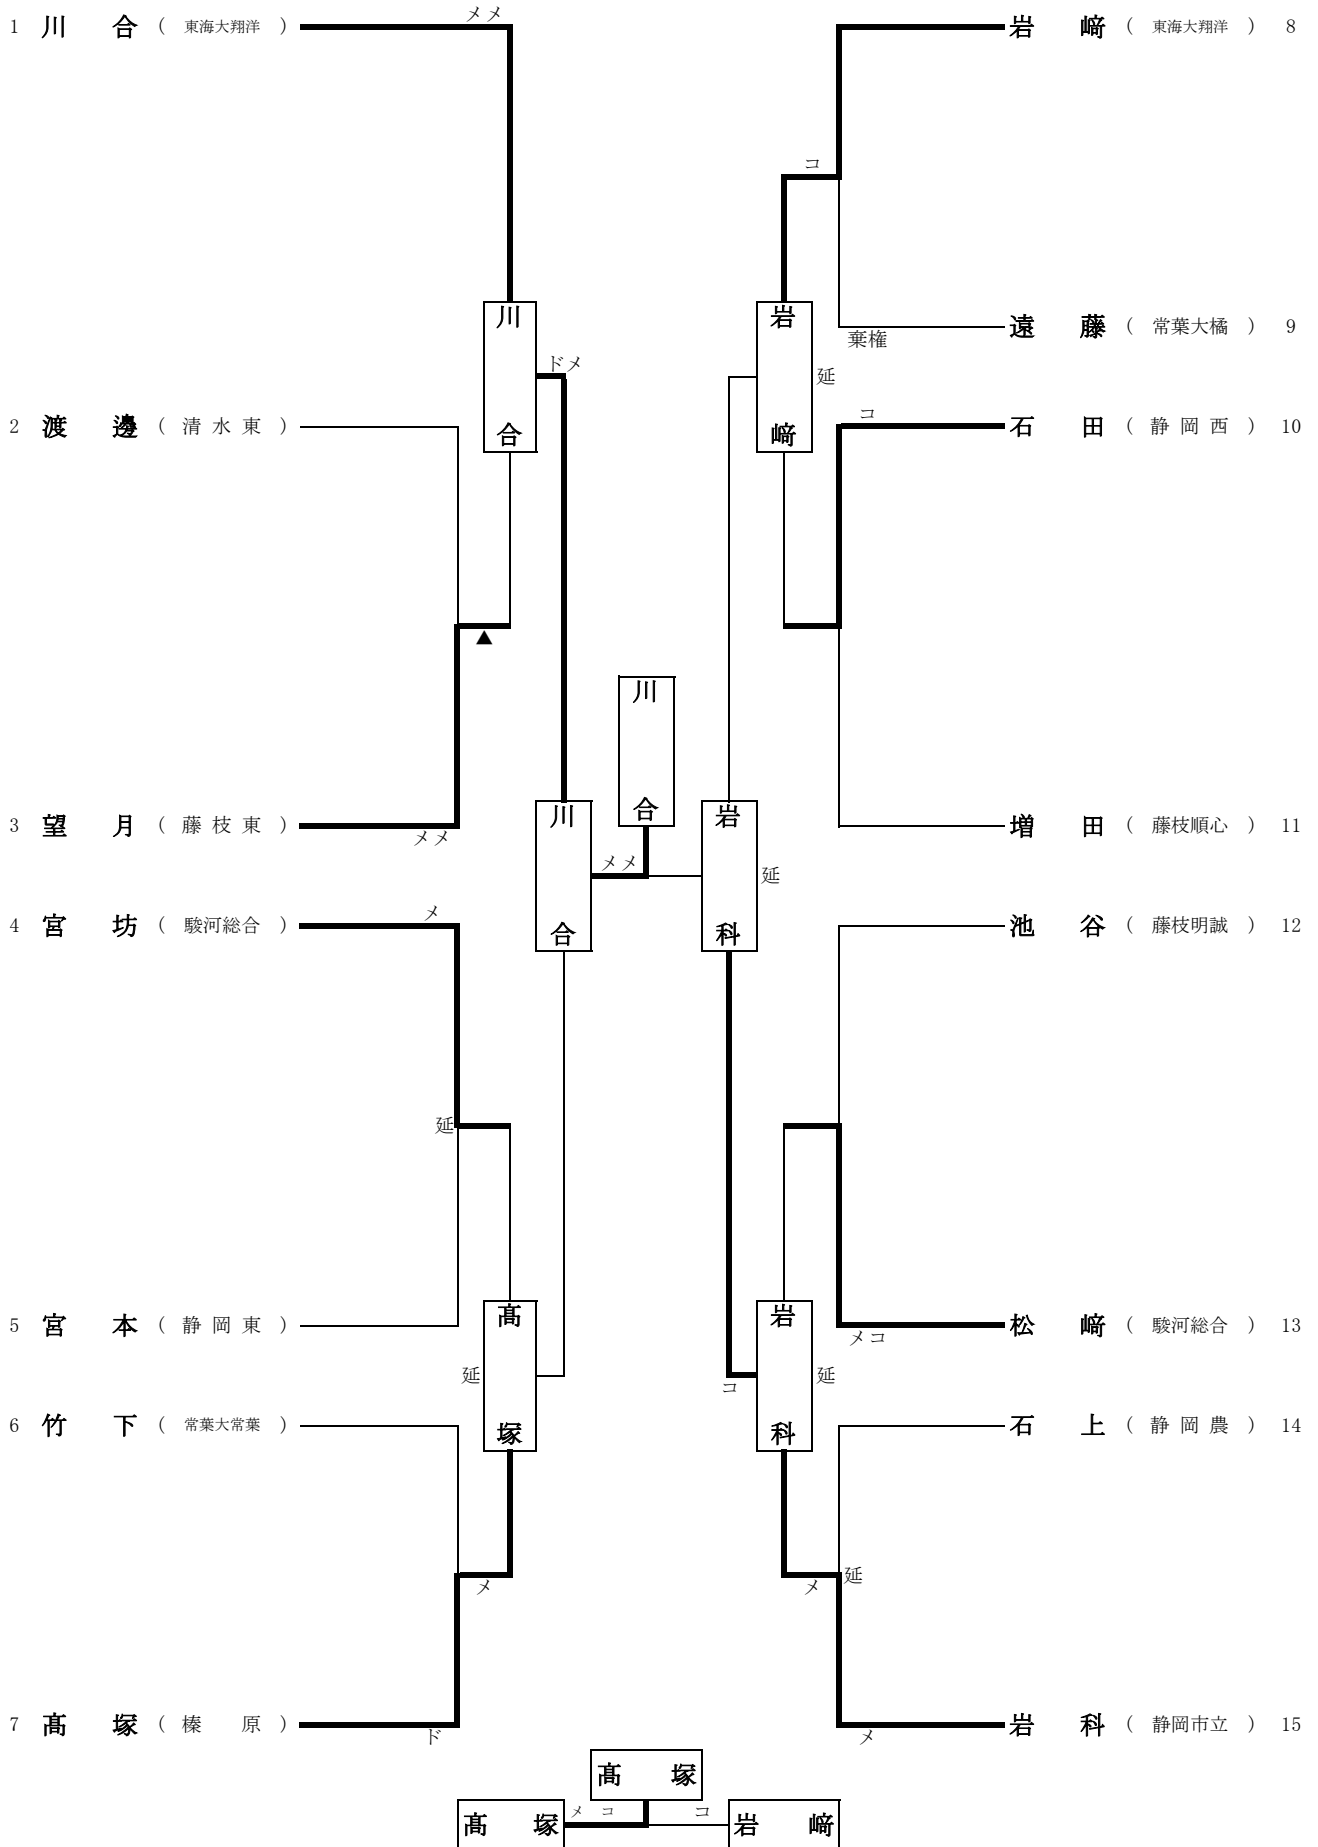 1 川 合 ( 東海大翔洋 ) メメ 岩 﨑 ( 東海大翔洋 ) 8
コ
川 合
岩 﨑
遠 藤 ( 常葉大橘 ) 9
棄権
ドメ
延
2 渡 邊 ( 清 水 東 )
コ
石 田 ( 静 岡 西 ) 10
▲
川 合
3 望 月 ( 藤 枝 東 )
メメ
川 合
岩 科
増 田 ( 藤枝順心 ) 11
メメ
延
4 宮 坊 ( 駿河総合 )
メ
池 谷 ( 藤枝明誠 ) 12
延
5 宮 本 ( 静 岡 東 )
髙 塚
岩 科
松 﨑 ( 駿河総合 ) 13
メコ
延
コ
延
6 竹 下 ( 常葉大常葉 )
石 上 ( 静 岡 農 ) 14
メ
メ
延
7 髙 塚 ( 榛 原 )
ド
岩 科 ( 静岡市立 ) 15
メ
髙 塚
髙 塚 メ コ コ 岩 﨑